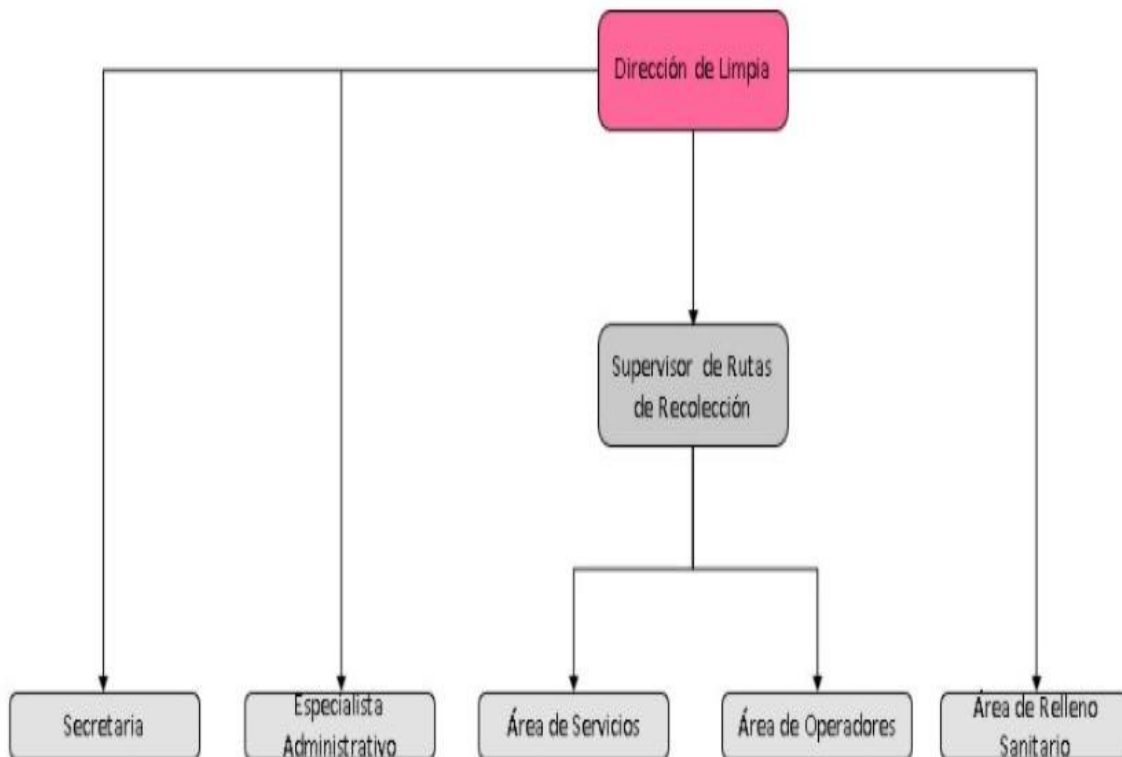 Dirección de Limpia
Supervisor de Rutas
de Recolección
Secretaria
Especialista
Administrativo
Área de Servicios
Área de Operadores
Área de Relleno
Sanitario